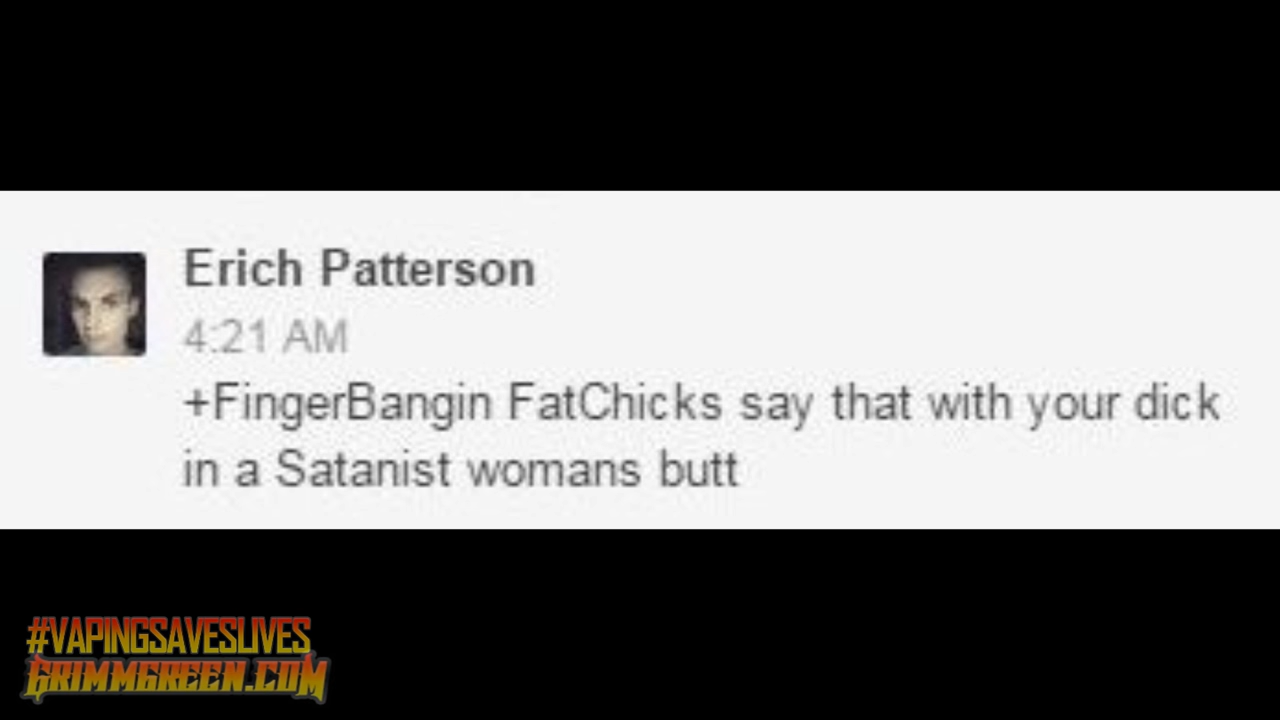 Erich Patterson
4:21 AM
+FingerBangin FatChicks say that with your dick
in a Satanist womans butt
#VAPINGSAVESLIVES
GRIMMGREEN.COM